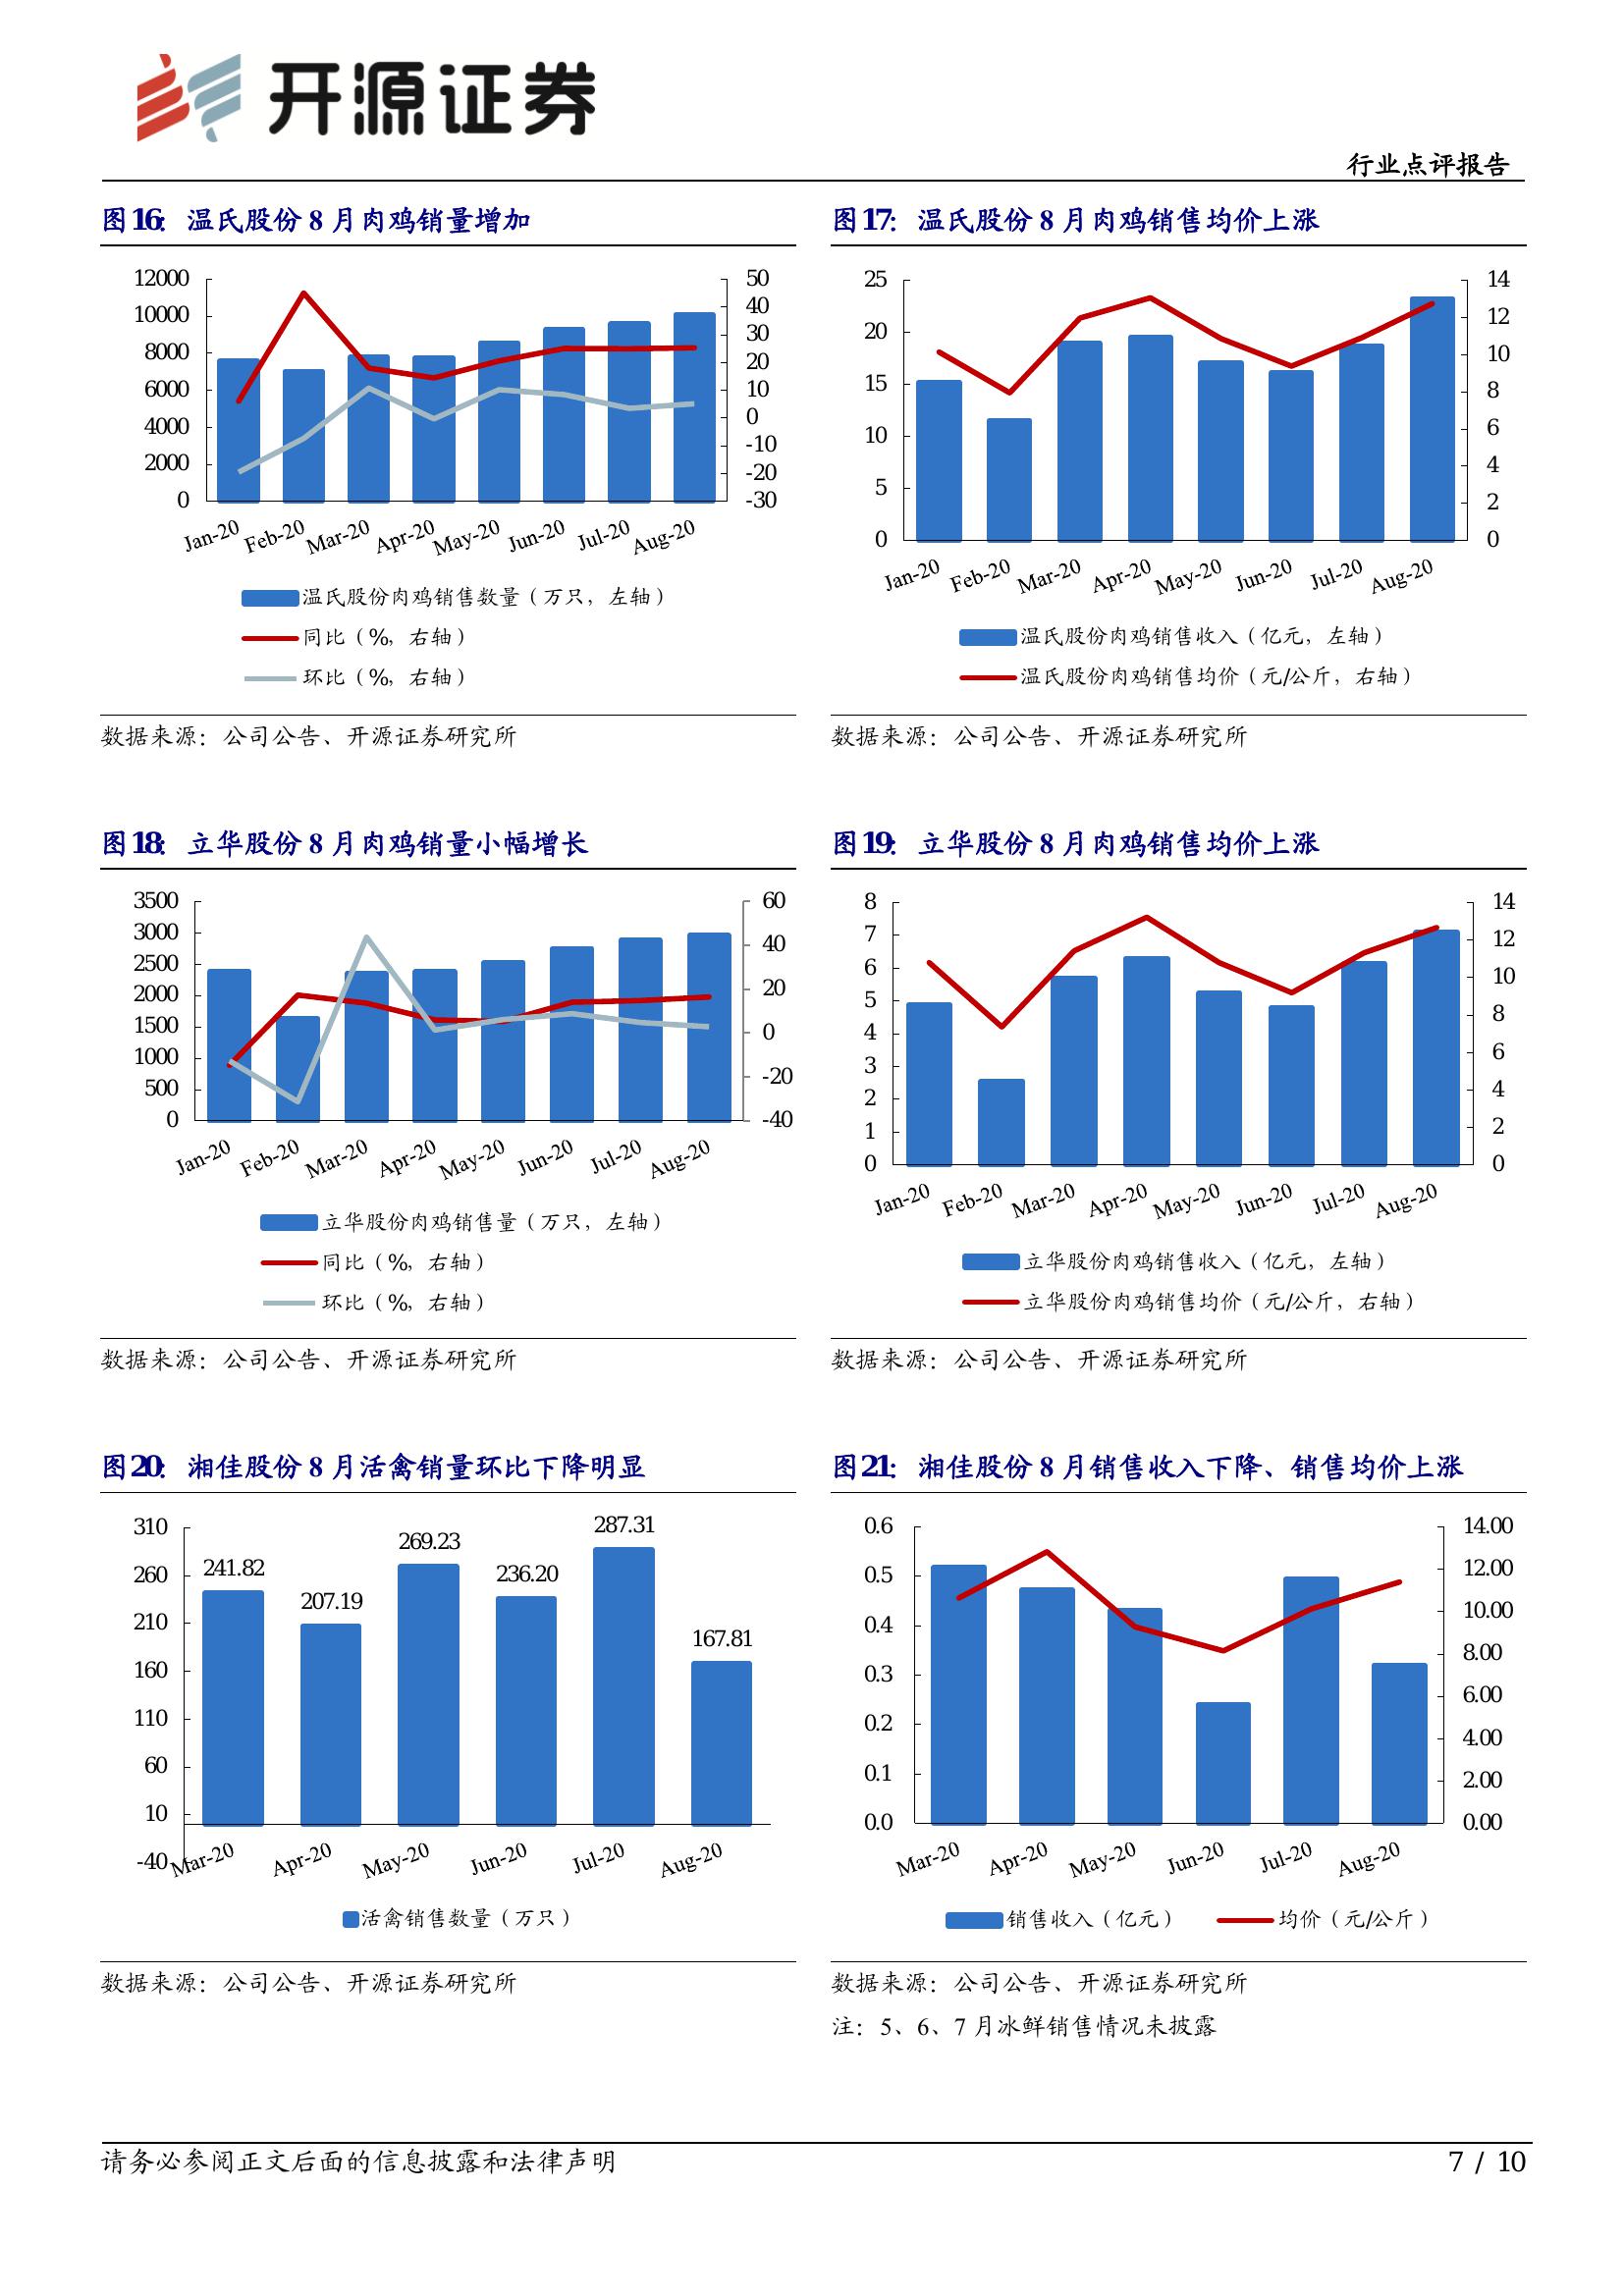 开源证券
行业点评报告
图16：温氏股份 8 月肉鸡销量增加
12000
10000
8000
6000
4000
2000
0
50
40
30
20
10
0
-10
-20
-30
Jan-20 Feb-20 Mar-20 Apr-20 May-20 Jun-20 Jul-20 Aug-20
温氏股份肉鸡销售数量（万只，左轴）
同比（%，右轴）
环比（%，右轴）
数据来源：公司公告、开源证券研究所
图17：温氏股份 8 月肉鸡销售均价上涨
25
20
15
10
5
0
14
12
10
8
6
4
2
0
Jan-20 Feb-20 Mar-20 Apr-20 May-20 Jun-20 Jul-20 Aug-20
温氏股份肉鸡销售收入（亿元，左轴）
温氏股份肉鸡销售均价（元/公斤，右轴）
数据来源：公司公告、开源证券研究所
图18：立华股份 8 月肉鸡销量小幅增长
3500
3000
2500
2000
1500
1000
500
0
60
40
20
0
-20
-40
Jan-20 Feb-20 Mar-20 Apr-20 May-20 Jun-20 Jul-20 Aug-20
立华股份肉鸡销售量（万只，左轴）
同比（%，右轴）
环比（%，右轴）
数据来源：公司公告、开源证券研究所
图19：立华股份 8 月肉鸡销售均价上涨
8
7
6
5
4
3
2
1
0
14
12
10
8
6
4
2
0
Jan-20 Feb-20 Mar-20 Apr-20 May-20 Jun-20 Jul-20 Aug-20
立华股份肉鸡销售收入（亿元，左轴）
立华股份肉鸡销售均价（元/公斤，右轴）
数据来源：公司公告、开源证券研究所
图20：湘佳股份 8 月活禽销量环比下降明显
310
260
210
160
110
60
10
-40
241.82
207.19
269.23
236.20
287.31
167.81
Mar-20 Apr-20 May-20 Jun-20 Jul-20 Aug-20
活禽销售数量（万只）
数据来源：公司公告、开源证券研究所
图21：湘佳股份 8 月销售收入下降、销售均价上涨
0.6
0.5
0.4
0.3
0.2
0.1
0.0
14.00
12.00
10.00
8.00
6.00
4.00
2.00
0.00
Mar-20 Apr-20 May-20 Jun-20 Jul-20 Aug-20
销售收入（亿元） 均价（元/公斤）
数据来源：公司公告、开源证券研究所
注：5、6、7 月冰鲜销售情况未披露
请务必参阅正文后面的信息披露和法律声明
7 / 10